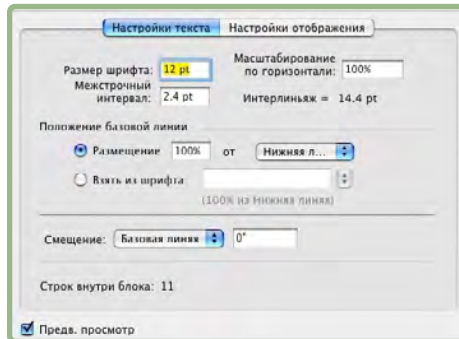 Настройки текста Настройки отображения
Размер шрифта: 12 pt Масштабирование по горизонтали: 100%
Межстрочный интервал: 2.4 pt Интерлиньяж = 14.4 pt
Положение базовой линии
Размещение 100% от Нижняя л...
Взять из шрифта
(100% из Нижняя линия)
Смещение: Базовая линия 0"
Строк внутри блока: 11
Предв. просмотр